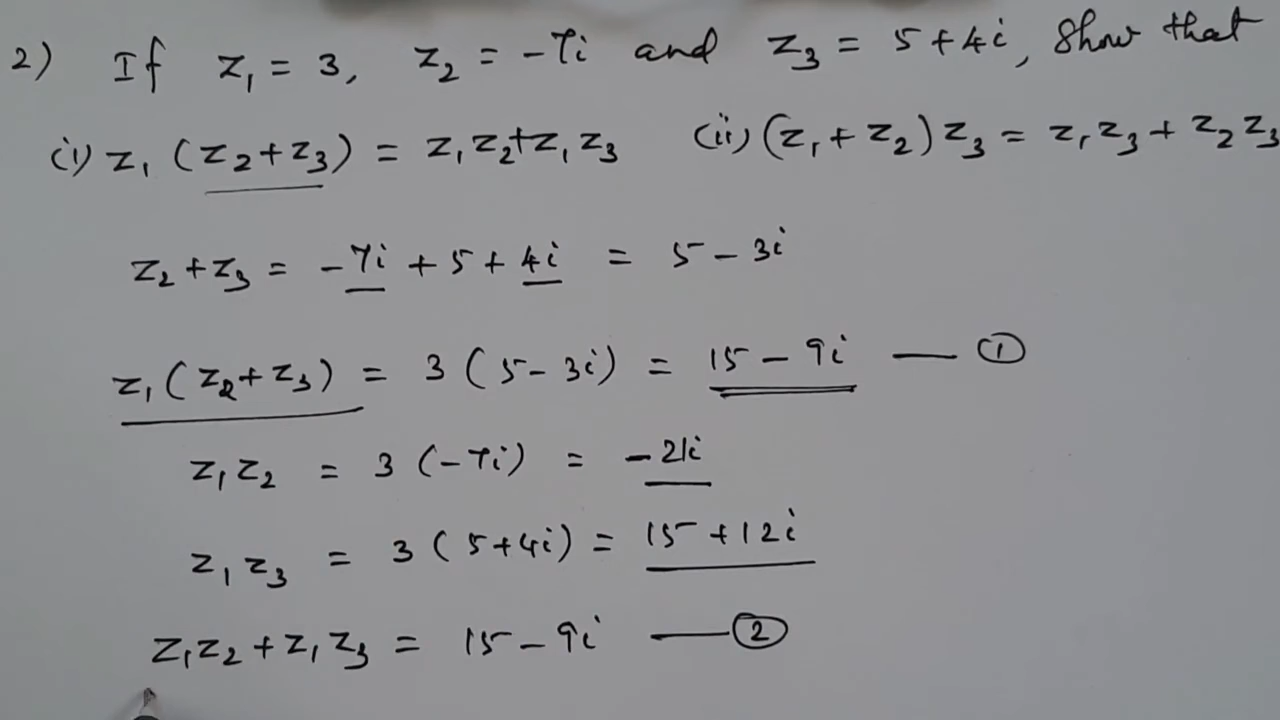 2) If z₁ = 3, z₂ = -7i and z₃ = 5+4i, Show that
(i) z₁ (z₂+z₃) = z₁z₂+z₁z₃ (ii) (z₁+z₂)z₃ = z₁z₃+z₂z₃
z₂+z₃ = -7i + 5 + 4i = 5 - 3i
z₁(z₂+z₃) = 3(5-3i) = 15 - 9i — ①
z₁z₂ = 3(-7i) = -21i
z₁z₃ = 3(5+4i) = 15+12i
z₁z₂+z₁z₃ = 15-9i — ②